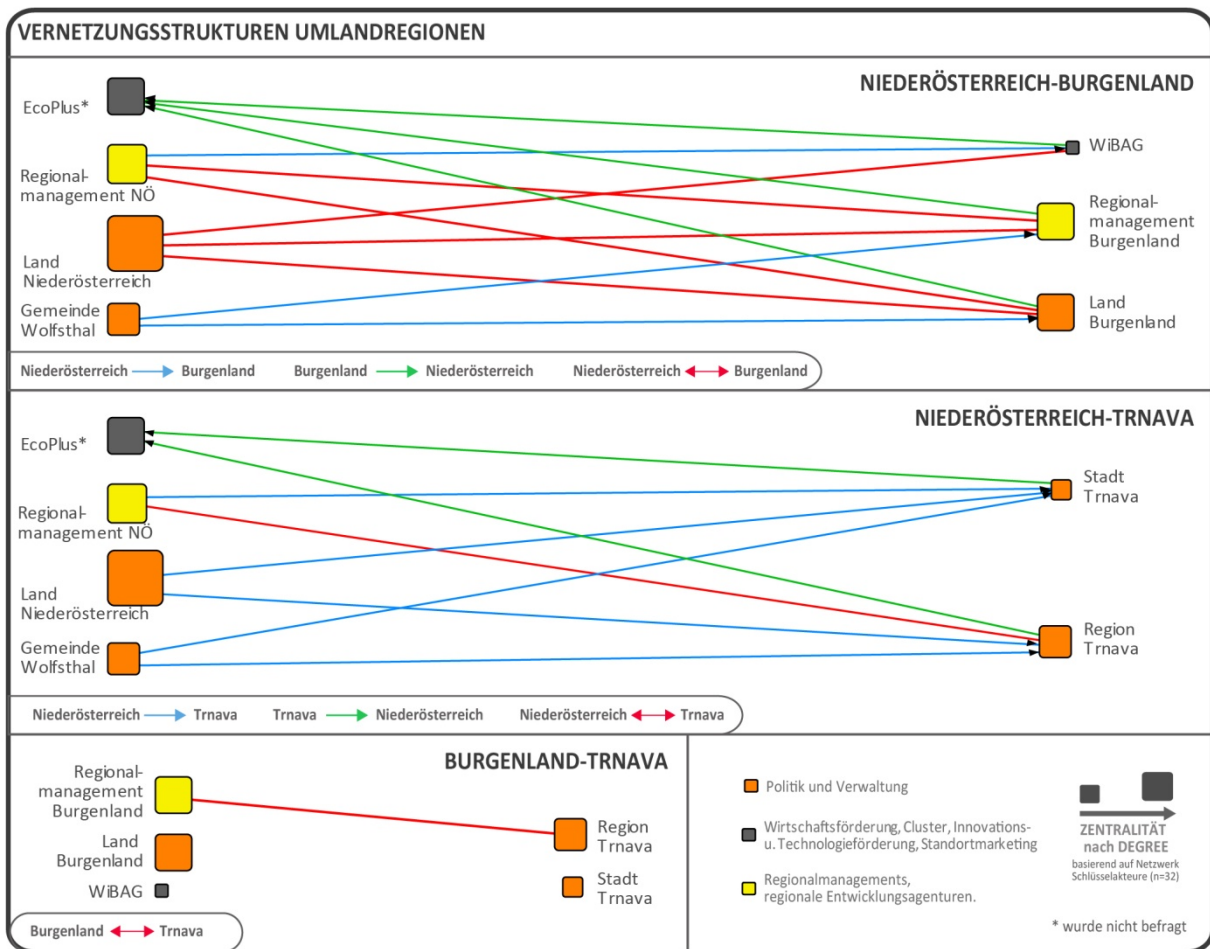 VERNETZUNGSSTRUKTUREN UMLANDREGIONEN
NIEDERÖSTERREICH-BURGENLAND
EcoPlus*
Regional-
management NÖ
Land
Niederösterreich
Gemeinde
Wolfsthal
WiBAG
Regional-
management
Burgenland
Land
Burgenland
Niederösterreich Burgenland Burgenland Niederösterreich Niederösterreich Burgenland
NIEDERÖSTERREICH-TRNAVA
EcoPlus*
Regional-
management NÖ
Land
Niederösterreich
Gemeinde
Wolfsthal
Stadt
Trnava
Region
Trnava
Niederösterreich Trnava Trnava Niederösterreich Niederösterreich Trnava
BURGENLAND-TRNAVA
Regional-
management
Burgenland
Land
Burgenland
WiBAG
Region
Trnava
Stadt
Trnava
Burgenland Trnava
Politik und Verwaltung
Wirtschaftsförderung, Cluster, Innovations-
u. Technologieförderung, Standortmarketing
Regionalmanagements,
regionale Entwicklungsagenturen.
ZENTRALITÄT
nach DEGREE
basierend auf Netzwerk
Schlüsselakteure (n=32)
* wurde nicht befragt